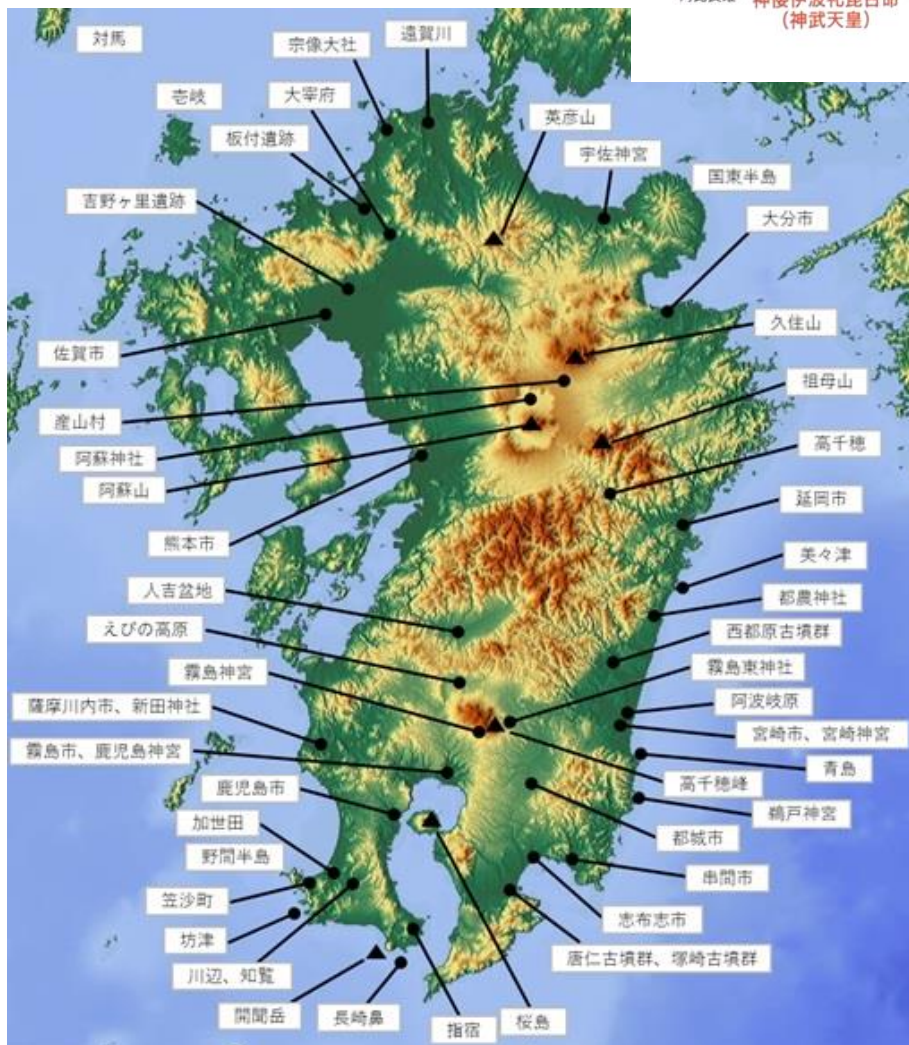 神倭伊波礼毘古命
(神武天皇)
対馬
宗像大社
遠賀川
壱岐
大宰府
板付遺跡
英彦山
宇佐神宮
国東半島
吉野ヶ里遺跡
大分市
佐賀市
久住山
産山村
祖母山
阿蘇神社
高千穂
阿蘇山
延岡市
熊本市
美々津
人吉盆地
都農神社
えびの高原
西都原古墳群
霧島神宮
霧島東神社
薩摩川内市、新田神社
阿波岐原
宮崎市、宮崎神宮
霧島市、鹿児島神宮
青島
鹿児島市
高千穂峰
加世田
鵜戸神宮
野間半島
都城市
笠沙町
串間市
坊津
志布志市
川辺、知覧
唐仁古墳群、塚崎古墳群
開聞岳
長崎鼻
指宿
桜島